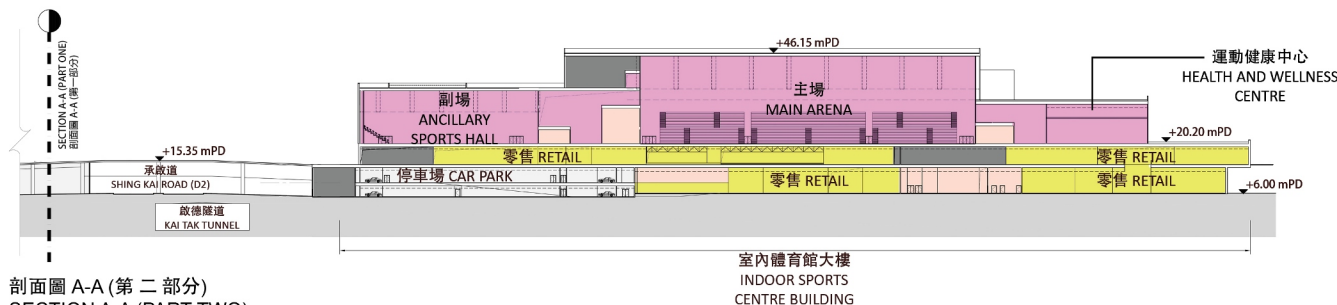 SECTION A-A (PART ONE)
剖面圖 A-A (第一部分)
+46.15 mPD
運動健康中心
HEALTH AND WELLNESS
CENTRE
副場
ANCILLARY
SPORTS HALL
主場
MAIN ARENA
+20.20 mPD
+15.35 mPD
零售 RETAIL
零售 RETAIL
承啟道
SHING KAI ROAD (D2)
停車場 CAR PARK
零售 RETAIL
零售 RETAIL
+6.00 mPD
啟德隧道
KAI TAK TUNNEL
室內體育館大樓
INDOOR SPORTS
CENTRE BUILDING
剖面圖 A-A (第 二 部分)
SECTION A-A (PART TWO)